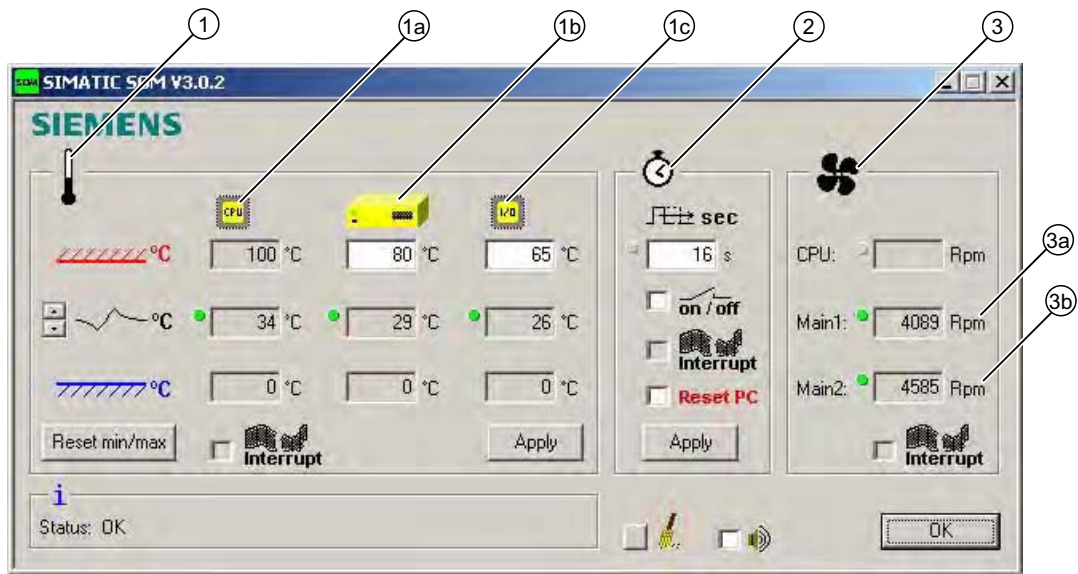 1 1a 1b 1c 2 3
SOM SIMATIC SOM V3.0.2
SIEMENS
CPU I/O
sec
°C 100 °C 80 °C 65 °C
16 s
CPU: Rpm
3a
°C 34 °C 29 °C 26 °C
on / off
Main1: 4089 Rpm
3b
Interrupt
°C 0 °C 0 °C 0 °C
Reset PC
Main2: 4585 Rpm
Reset min/max Interrupt Apply
Apply
Interrupt
i
Status: OK
OK